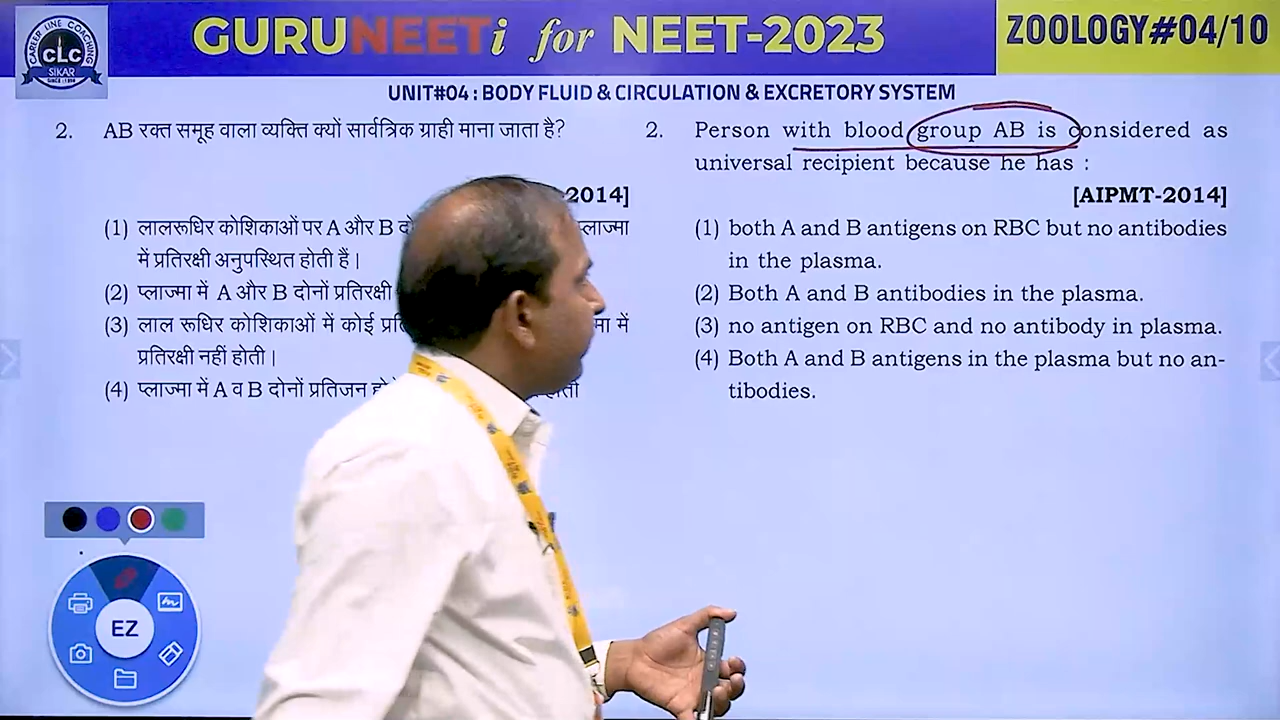 CAREER LINE COACHING
CLC
SIKAR
SINCE : 1996
GURUNEETi for NEET-2023
ZOOLOGY#04/10
UNIT#04 : BODY FLUID & CIRCULATION & EXCRETORY SYSTEM
2. AB रक्त समूह वाला व्यक्ति क्यों सार्वत्रिक ग्राही माना जाता है?
-2014]
(1) लालरूधिर कोशिकाओं पर A और B
में प्रतिरक्षी अनुपस्थित होती हैं।
(2) प्लाज्मा में A और B दोनों प्रतिरक्षी
(3) लाल रूधिर कोशिकाओं में कोई में
प्रतिरक्षी नहीं होती।
(4) प्लाज्मा में A व B दोनों प्रतिजन
2. Person with blood group AB is considered as
universal recipient because he has :
[AIPMT-2014]
(1) both A and B antigens on RBC but no antibodies
in the plasma.
(2) Both A and B antibodies in the plasma.
(3) no antigen on RBC and no antibody in plasma.
(4) Both A and B antigens in the plasma but no an-
tibodies.
EZ